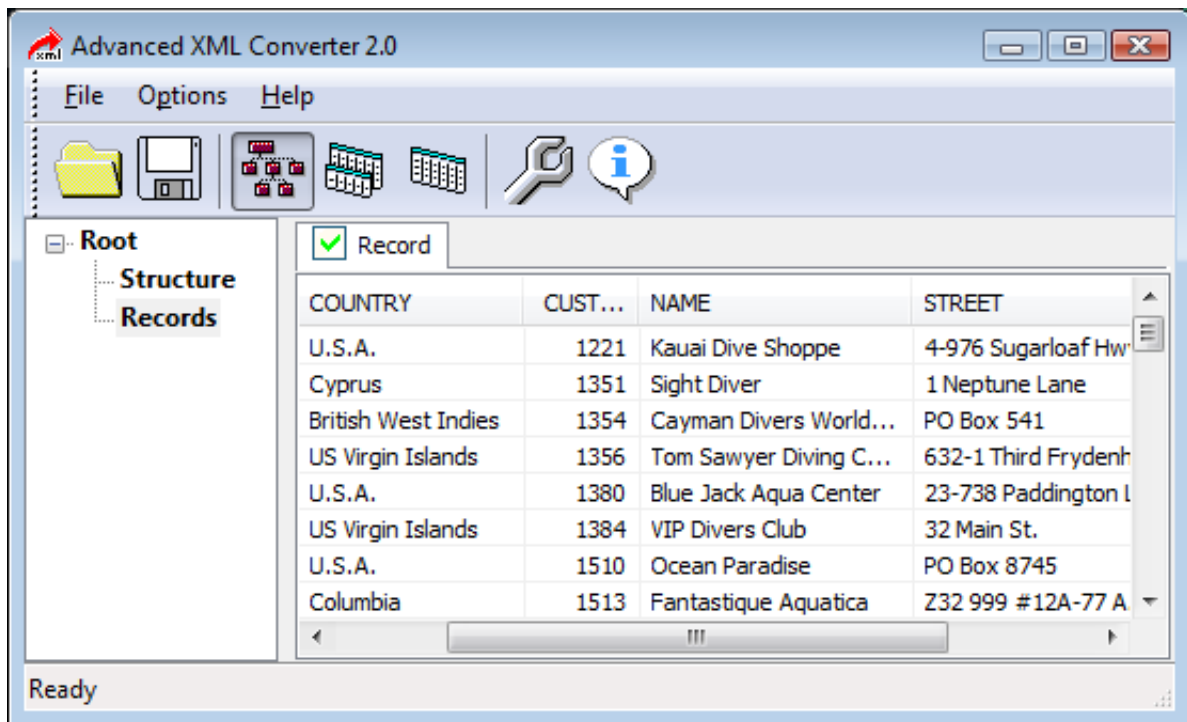 xml Advanced XML Converter 2.0
File Options Help
Root
Structure
Records
Record
COUNTRY CUST... NAME STREET
U.S.A. 1221 Kauai Dive Shoppe 4-976 Sugarloaf Hw
Cyprus 1351 Sight Diver 1 Neptune Lane
British West Indies 1354 Cayman Divers World... PO Box 541
US Virgin Islands 1356 Tom Sawyer Diving C... 632-1 Third Frydenh
U.S.A. 1380 Blue Jack Aqua Center 23-738 Paddington L
US Virgin Islands 1384 VIP Divers Club 32 Main St.
U.S.A. 1510 Ocean Paradise PO Box 8745
Columbia 1513 Fantastique Aquatica Z32 999 #12A-77 A.
Ready